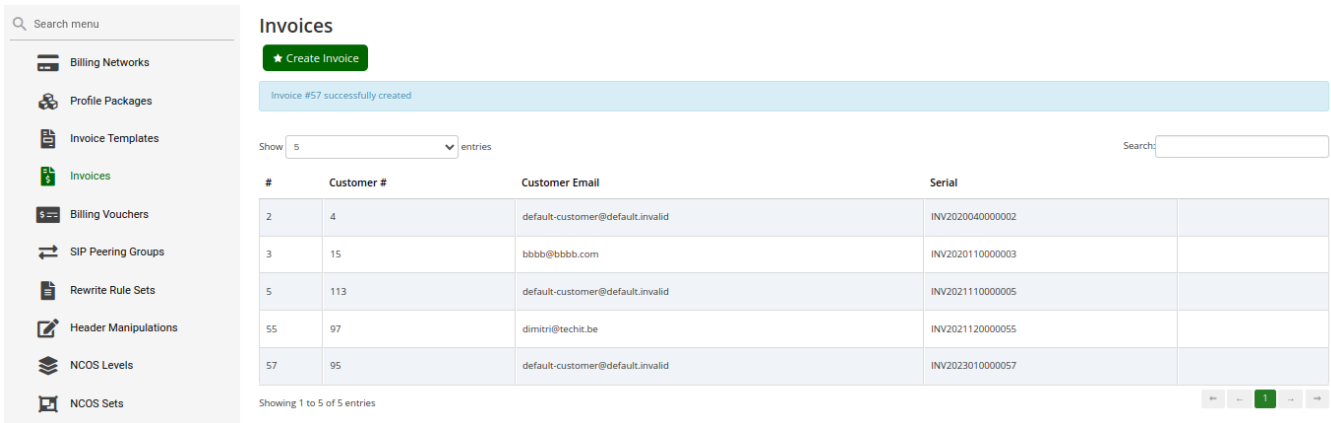 Search menu
Billing Networks
Profile Packages
Invoice Templates
Invoices
Billing Vouchers
SIP Peering Groups
Rewrite Rule Sets
Header Manipulations
NCOS Levels
NCOS Sets
Invoices
Create Invoice
Invoice #57 successfully created
Show 5 entries Search:
# Customer # Customer Email Serial
2 4 default-customer@default.invalid INV2020040000002
3 15 bbbb@bbbb.com INV2020110000003
5 113 default-customer@default.invalid INV2021110000005
55 97 dimitri@techit.be INV2021120000055
57 95 default-customer@default.invalid INV2023010000057
Showing 1 to 5 of 5 entries ⇐ ← 1 → ⇒